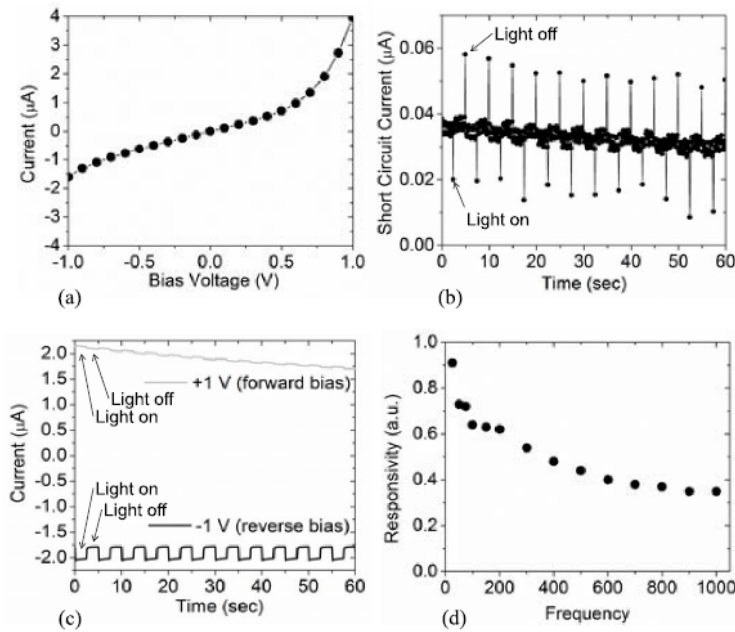 4
3
2
1
0
-1
-2
3
4
Current (μA)
-1.0 -0.5 0.0 0.5 1.0
Bias Voltage (V)
(a)
0.06
0.04
0.02
0.00
Short Circuit Current (μA)
Light off
Light on
0 10 20 30 40 50 60
Time (sec)
(b)
2.0
1.5
1.0
0.5
0.0
-0.5
-1.0
-1.5
-2.0
Current (μA)
Light off
Light on
+1 V (forward bias)
Light on
Light off
-1 V (reverse bias)
0 10 20 30 40 50 60
Time (sec)
(c)
1.0
0.8
0.6
0.4
0.2
0.0
Responsivity (a.u.)
0 200 400 600 800 1000
Frequency
(d)